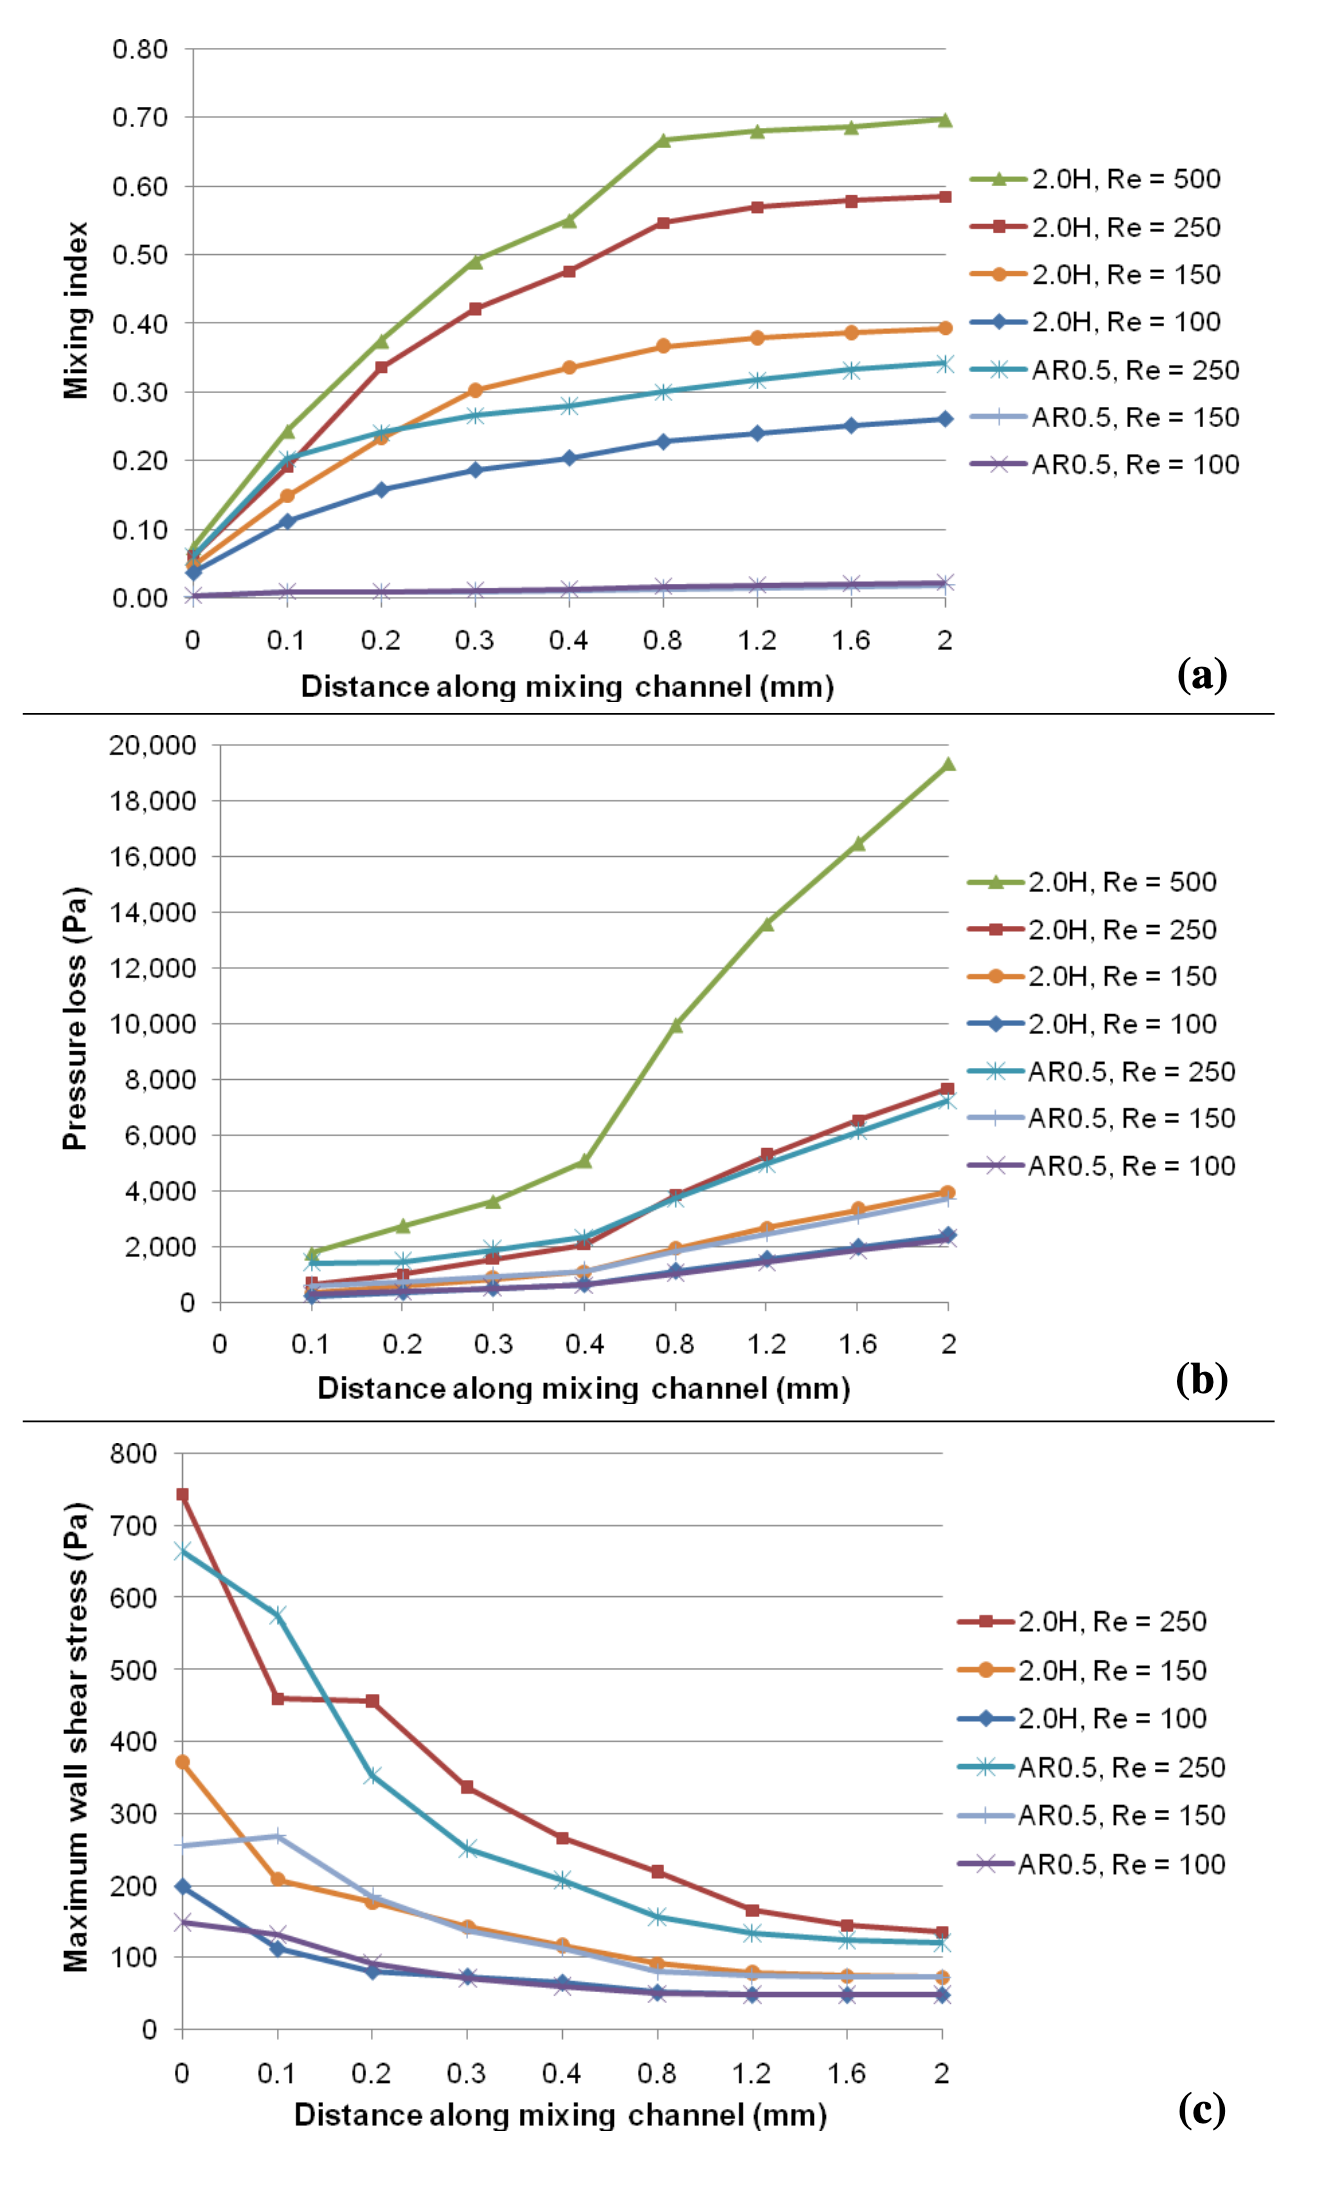 0.80
0.70
0.60
0.50
0.40
0.30
0.20
0.10
0.00
Mixing index
0 0.1 0.2 0.3 0.4 0.8 1.2 1.6 2
Distance along mixing channel (mm)
2.0H, Re = 500
2.0H, Re = 250
2.0H, Re = 150
2.0H, Re = 100
AR0.5, Re = 250
AR0.5, Re = 150
AR0.5, Re = 100
(a)
20,000
18,000
16,000
14,000
12,000
10,000
8,000
6,000
4,000
2,000
0
Pressure loss (Pa)
0 0.1 0.2 0.3 0.4 0.8 1.2 1.6 2
Distance along mixing channel (mm)
2.0H, Re = 500
2.0H, Re = 250
2.0H, Re = 150
2.0H, Re = 100
AR0.5, Re = 250
AR0.5, Re = 150
AR0.5, Re = 100
(b)
800
700
600
500
400
300
200
100
0
Maximum wall shear stress (Pa)
0 0.1 0.2 0.3 0.4 0.8 1.2 1.6 2
Distance along mixing channel (mm)
2.0H, Re = 250
2.0H, Re = 150
2.0H, Re = 100
AR0.5, Re = 250
AR0.5, Re = 150
AR0.5, Re = 100
(c)